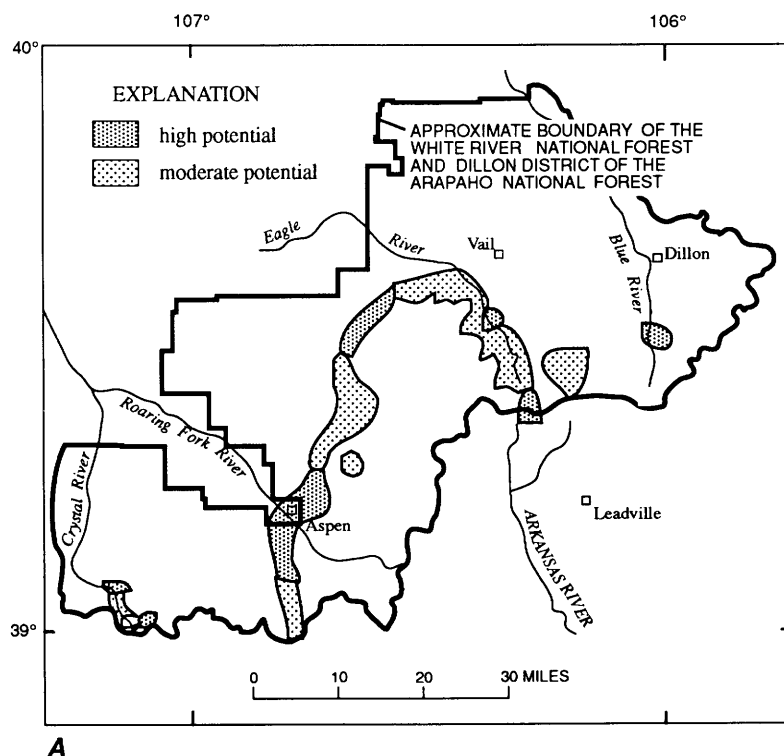 107°
106°
40°
EXPLANATION
high potential
moderate potential
APPROXIMATE BOUNDARY OF THE
WHITE RIVER NATIONAL FOREST
AND DILLON DISTRICT OF THE
ARAPAHO NATIONAL FOREST
Eagle River
Vail
Blue River
Dillon
Roaring Fork River
Crystal River
Aspen
Leadville
ARKANSAS RIVER
39°
0 10 20 30 MILES
A